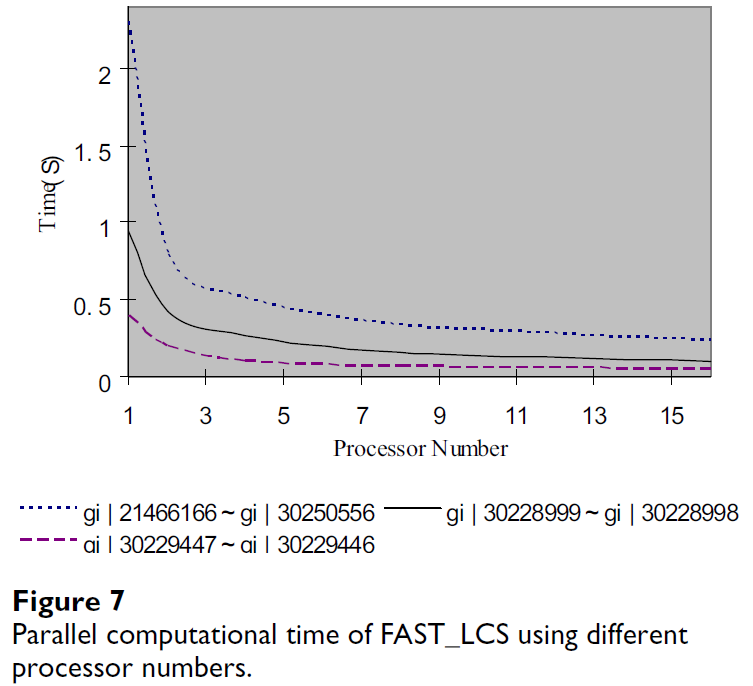 2
1.5
1
0.5
0
Time(S)
1 3 5 7 9 11 13 15
Processor Number
gi | 21466166 ~ gi | 30250556 gi | 30228999 ~ gi | 30228998
gi | 30229447 ~ gi | 30229446
Figure 7
Parallel computational time of FAST_LCS using different
processor numbers.